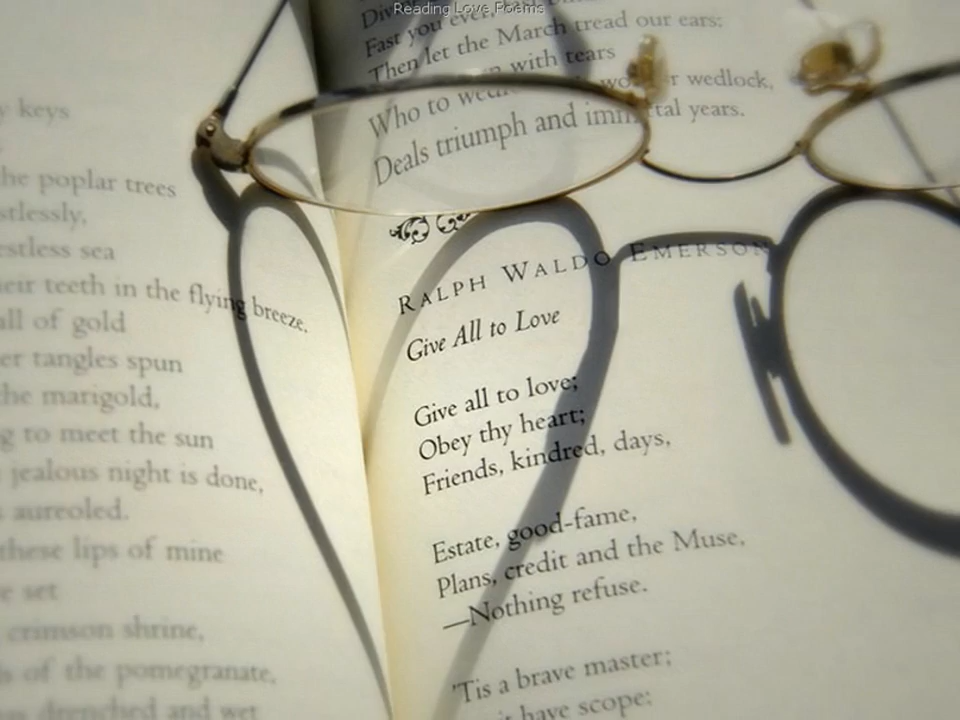 Reading Love Poems
y keys
he poplar trees
stlessly,
estless sea
eir teeth in the flying breeze.
all of gold
er tangles spun
the marigold,
g to meet the sun
jealous night is done,
s aureoled.
these lips of mine
e set
crimson shrine,
ls of the pomegranate,
drenched and wet
Fast you ever,
Then let the March tread our ears:
with tears
Who to wedlock,
Deals triumph and immortal years.
RALPH WALDO EMERSON
Give All to Love
Give all to love;
Obey thy heart;
Friends, kindred, days,
Estate, good-fame,
Plans, credit and the Muse,
—Nothing refuse.
'Tis a brave master;
it have scope: